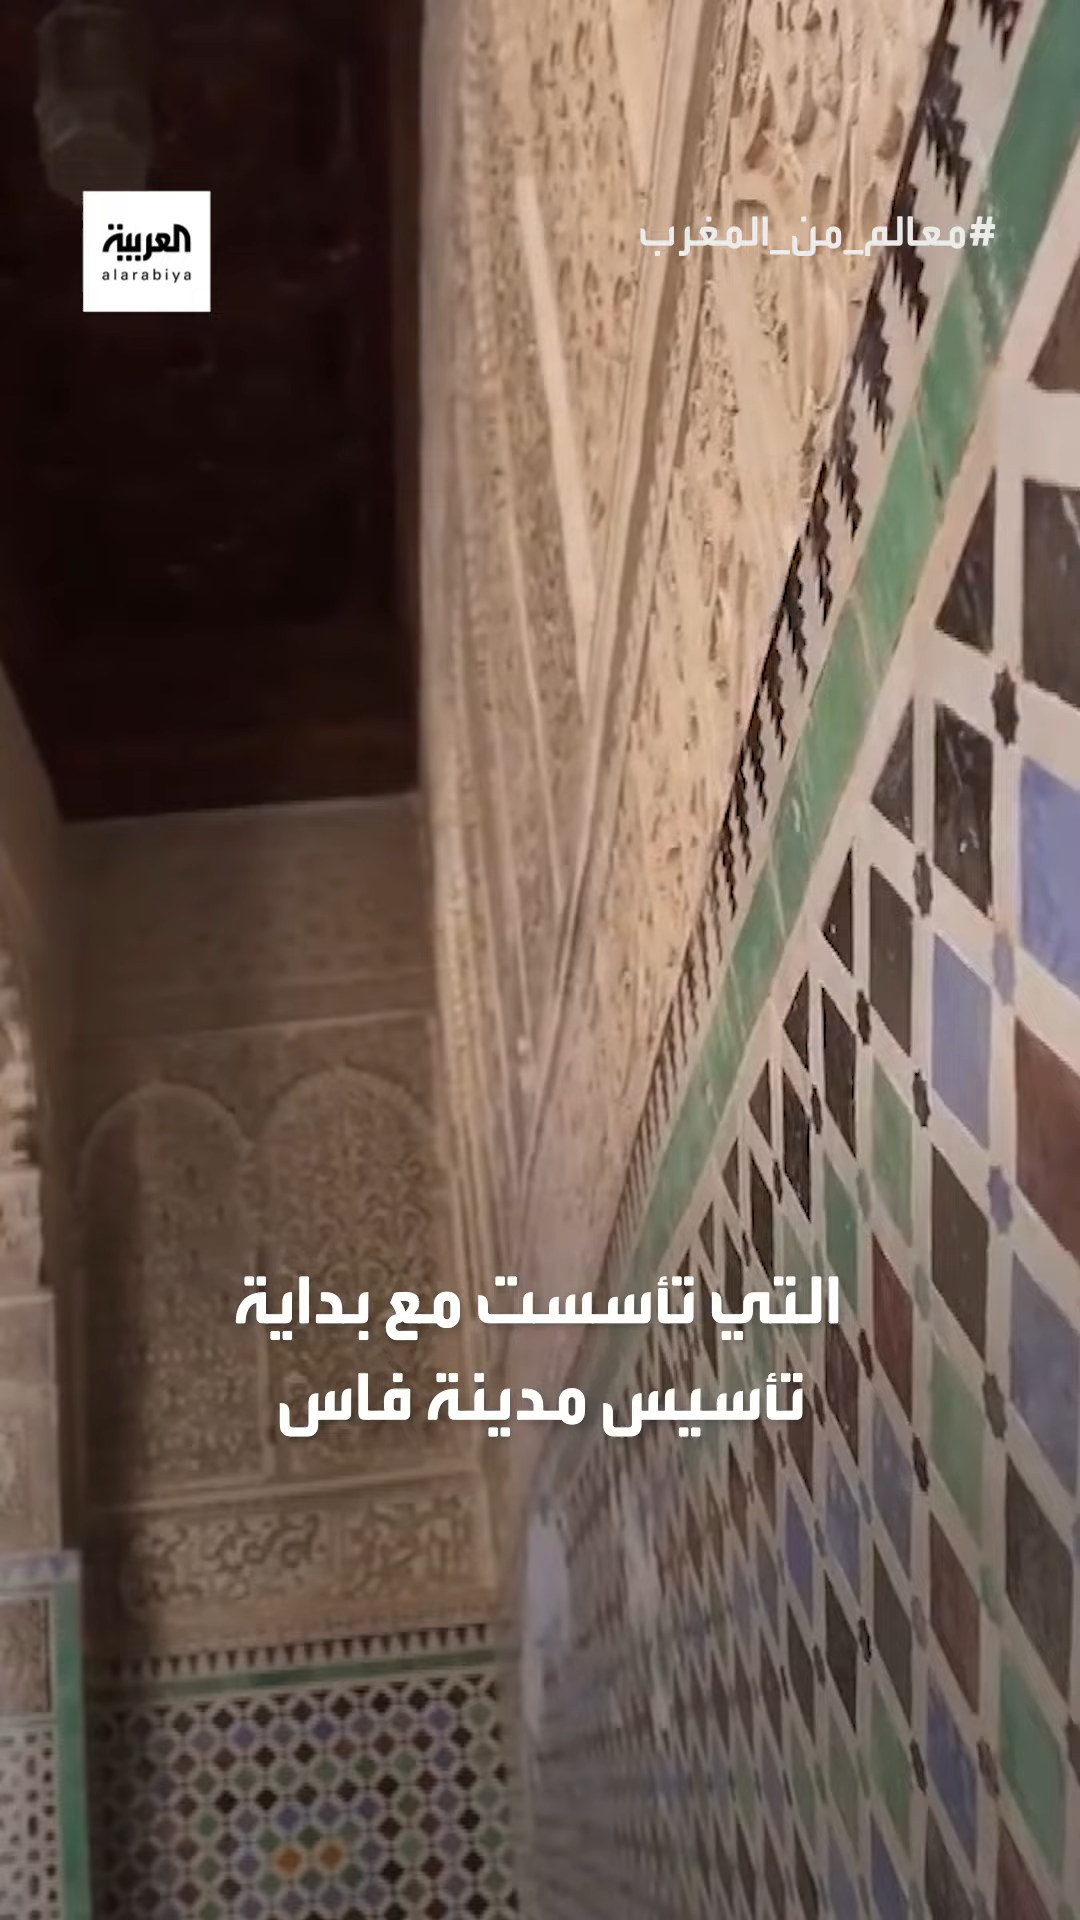 #معالم_من_المغرب
العربية
alarabiya
التي تأسست مع بداية
تأسيس مدينة فاس